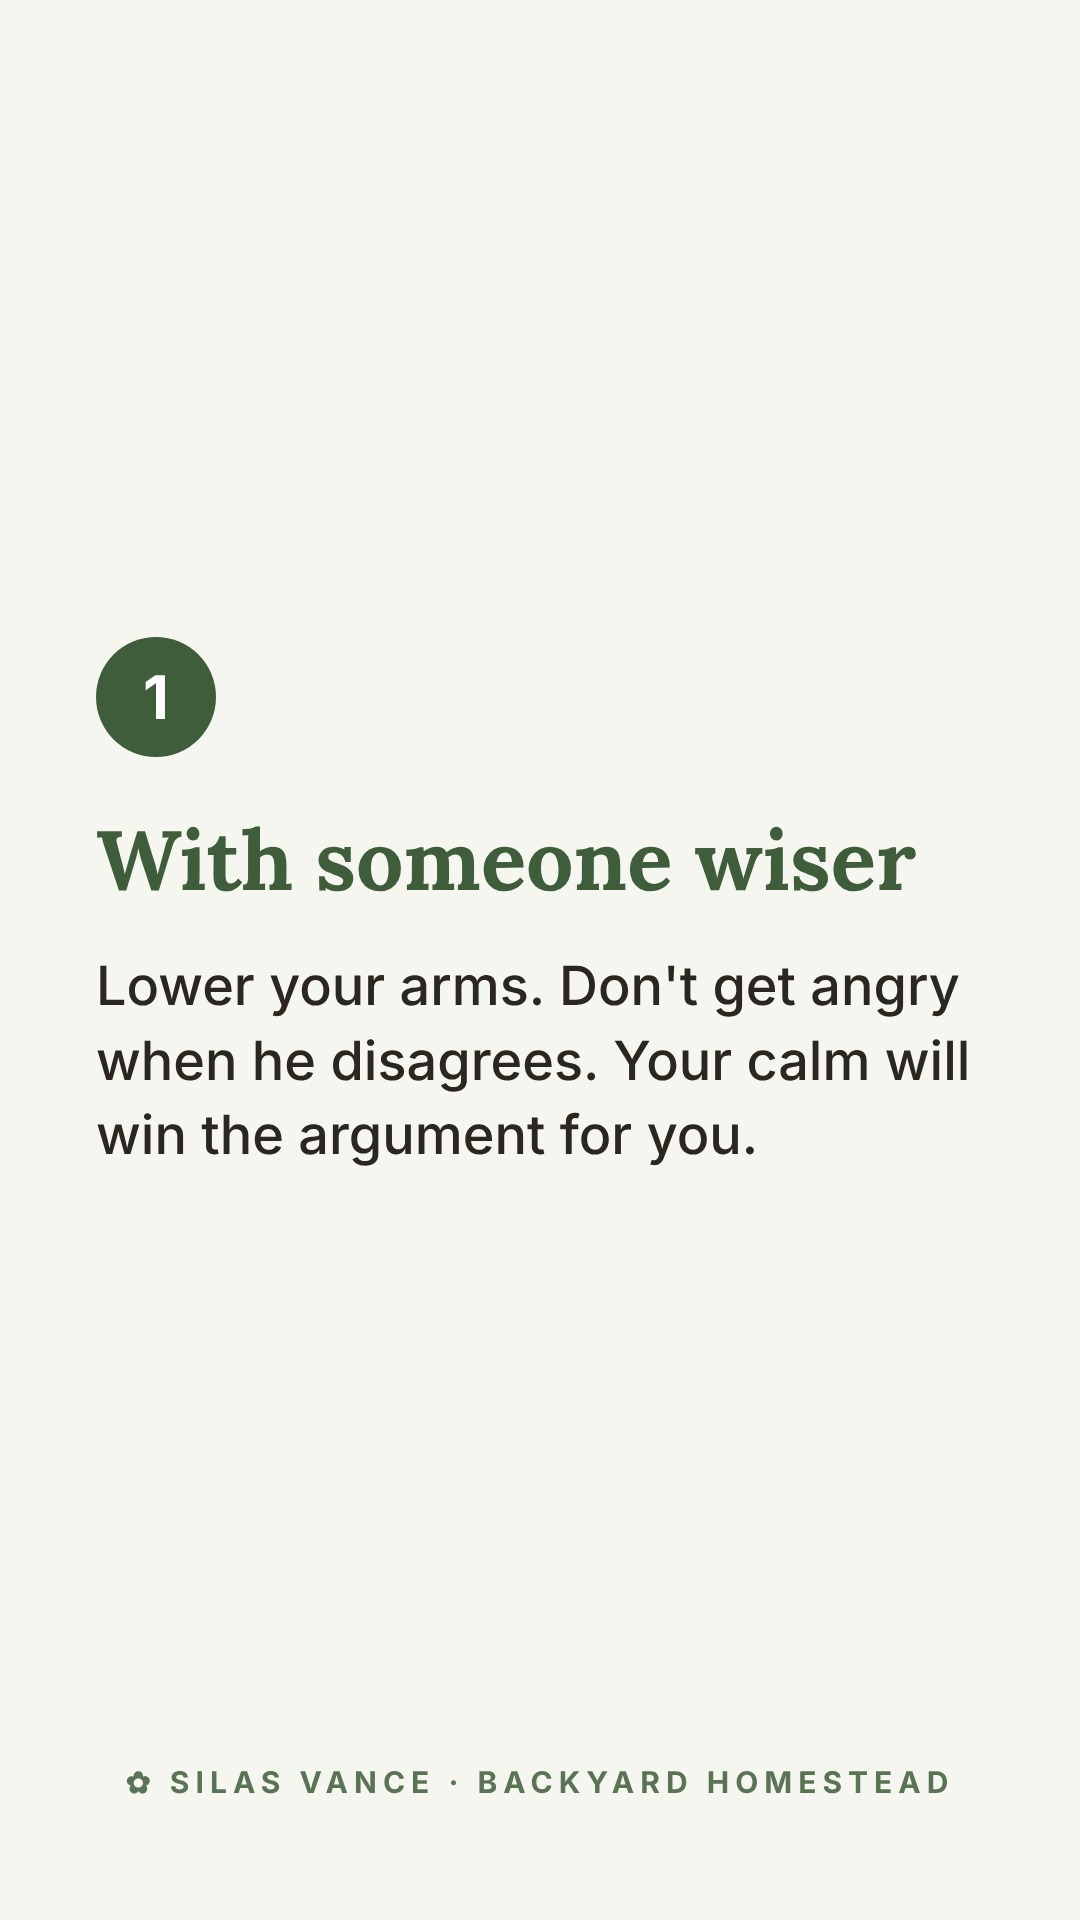 1
With someone wiser
Lower your arms. Don't get angry
when he disagrees. Your calm will
win the argument for you.
✿ SILAS VANCE · BACKYARD HOMESTEAD